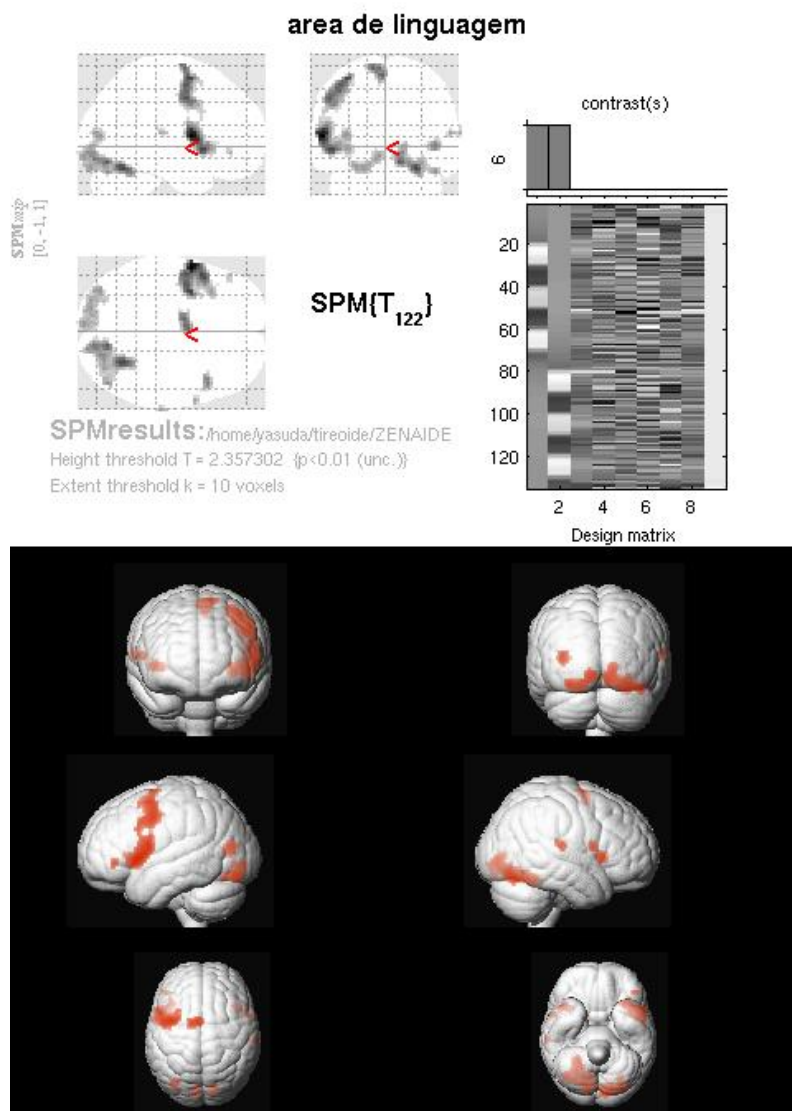 area de linguagem
contrast(s)
6
SPMmip
[0, -1, 1]
<
<
<
SPM{T122}
20
40
60
80
100
120
2 4 6 8
Design matrix
SPMresults: /home/yasuda/tireoide/ZENAIDE
Height threshold T = 2.357302 {p<0.01 (unc.)}
Extent threshold k = 10 voxels